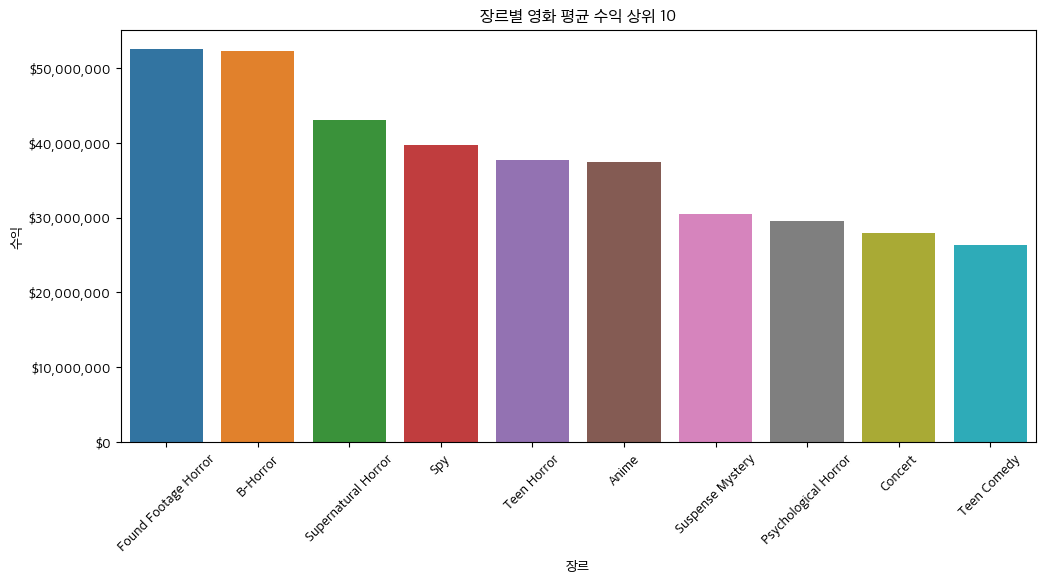 장르별 영화 평균 수익 상위 10
수익
$50,000,000
$40,000,000
$30,000,000
$20,000,000
$10,000,000
$0
Found Footage Horror
B-Horror
Supernatural Horror
Spy
Teen Horror
Anime
Suspense Mystery
Psychological Horror
Concert
Teen Comedy
장르